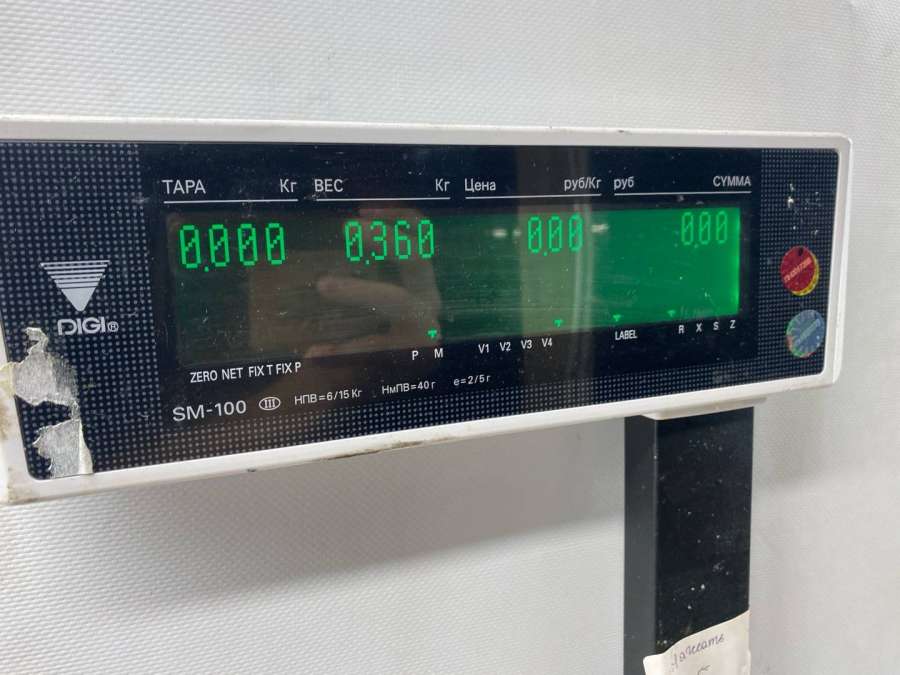 ТАРА Кг ВЕС Кг Цена руб/Кг руб СУММА
0.000 0.360 0.00 0.00
DIGI®
P M V1 V2 V3 V4 LABEL R X S Z
ZERO NET FIX T FIX P
SM-100 III НПВ=6/15 Кг НмПВ=40 г e=2/5 г